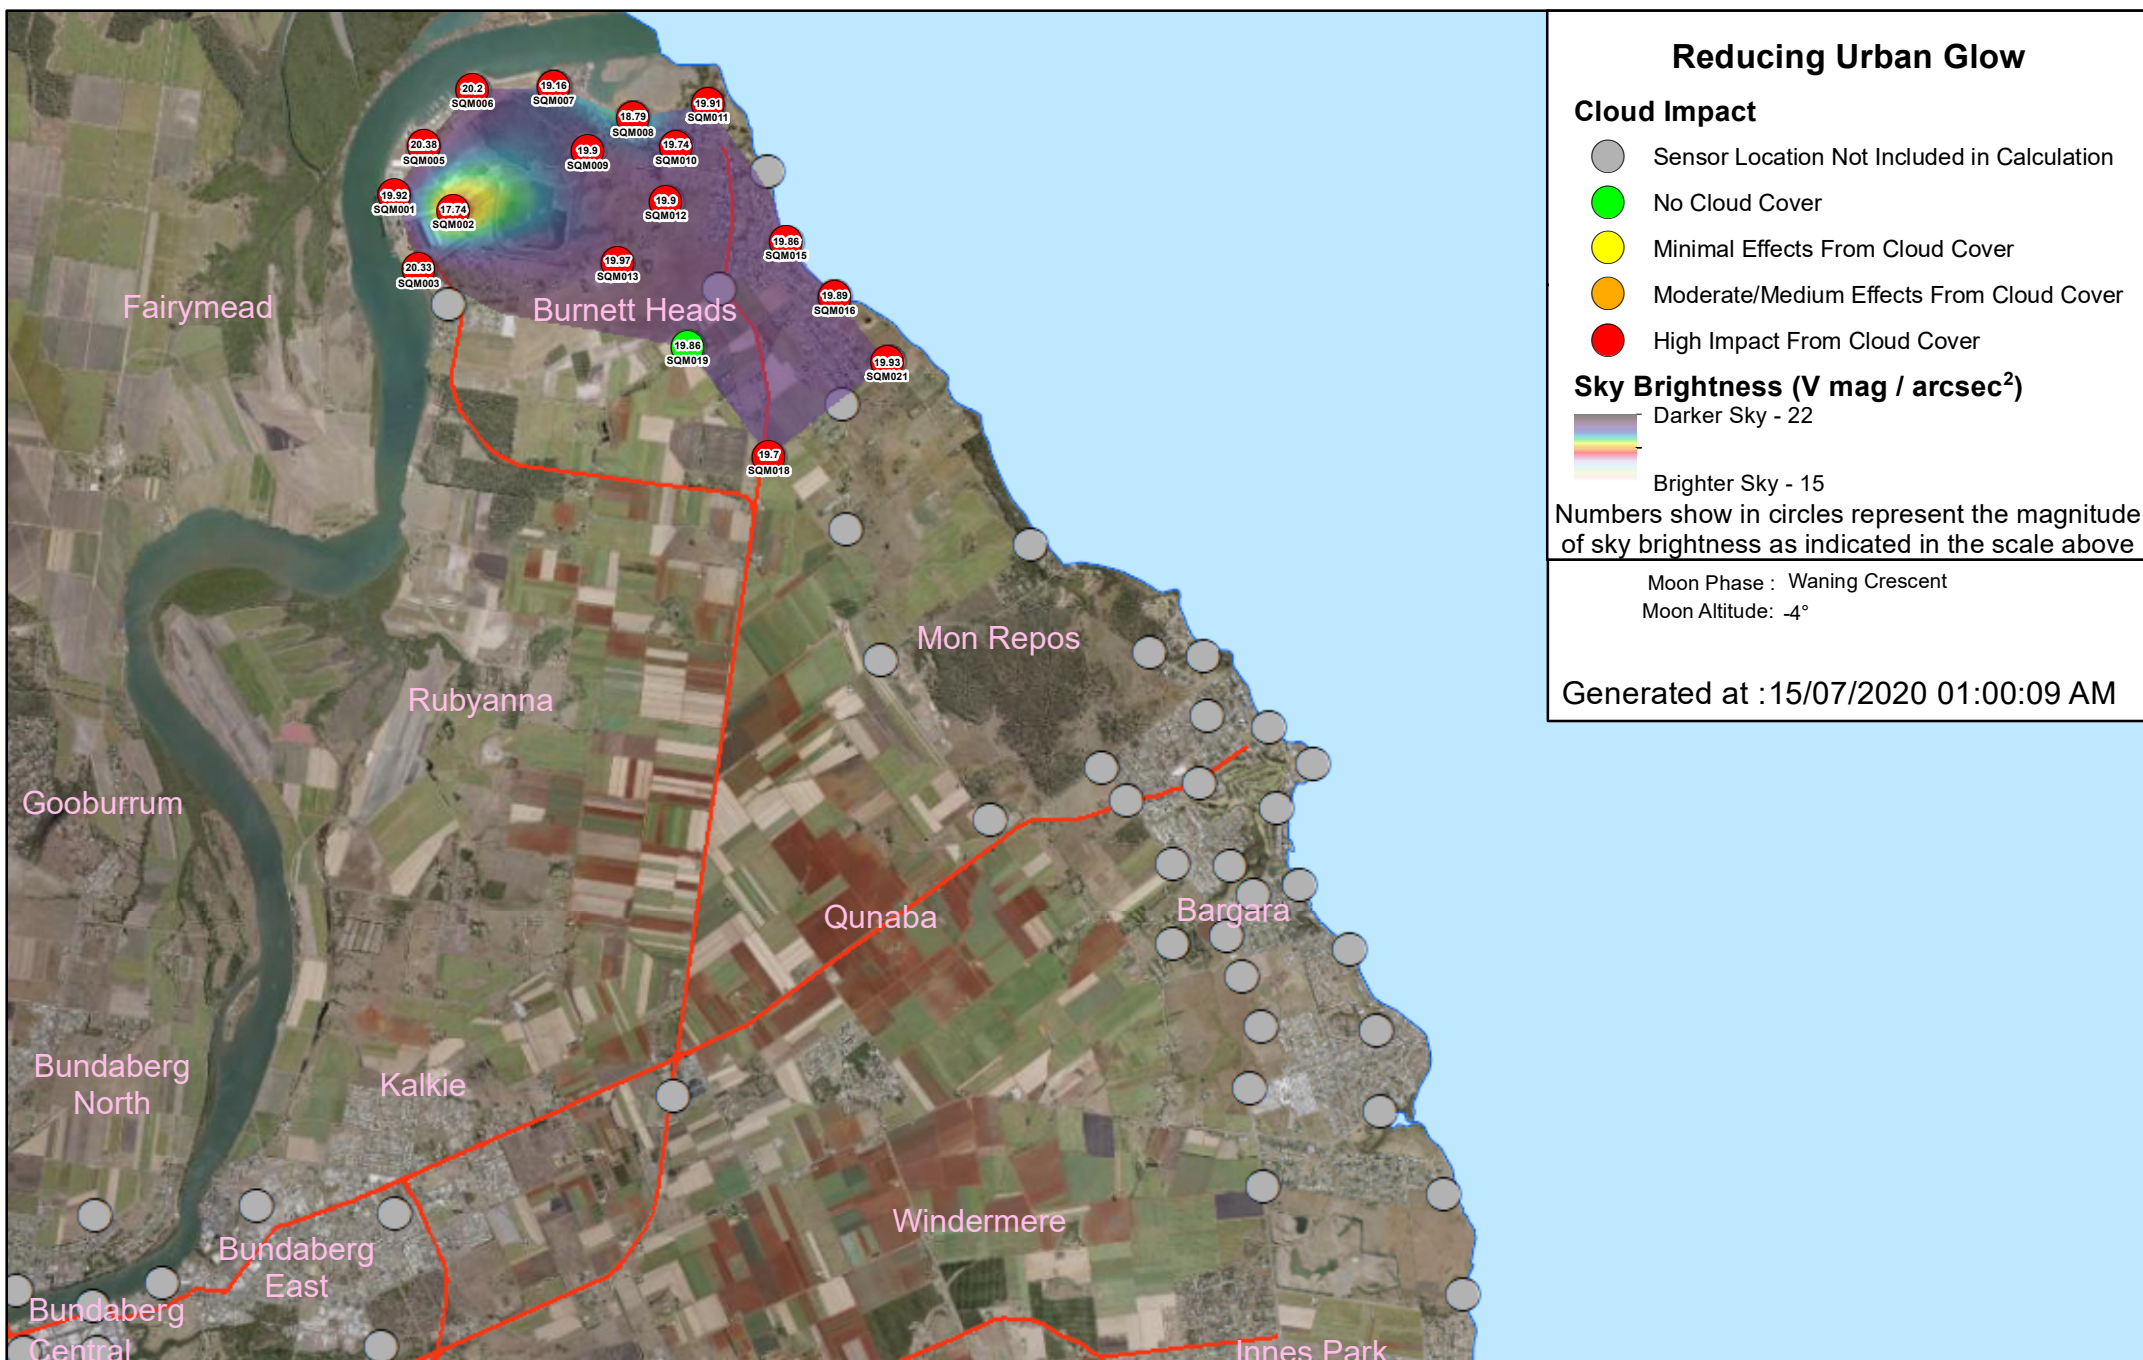 Reducing Urban Glow
Cloud Impact
Sensor Location Not Included in Calculation
No Cloud Cover
Minimal Effects From Cloud Cover
Moderate/Medium Effects From Cloud Cover
High Impact From Cloud Cover
Sky Brightness (V mag / arcsec²)
Darker Sky - 22
Brighter Sky - 15
Numbers show in circles represent the magnitude
of sky brightness as indicated in the scale above
Moon Phase : Waning Crescent
Moon Altitude: -4°
Generated at :15/07/2020 01:00:09 AM
20.2
SQM006
19.16
SQM007
18.79
SQM008
19.91
SQM011
20.38
SQM005
19.9
SQM009
19.74
SQM010
19.92
SQM001
17.74
SQM002
19.9
SQM012
19.86
SQM015
20.33
SQM003
19.97
SQM013
19.89
SQM016
19.86
SQM019
19.93
SQM021
19.7
SQM018
Fairymead
Burnett Heads
Mon Repos
Rubyanna
Gooburrum
Qunaba
Bargara
Bundaberg
North
Kalkie
Windermere
Bundaberg
East
Bundaberg
Central
Innes Park